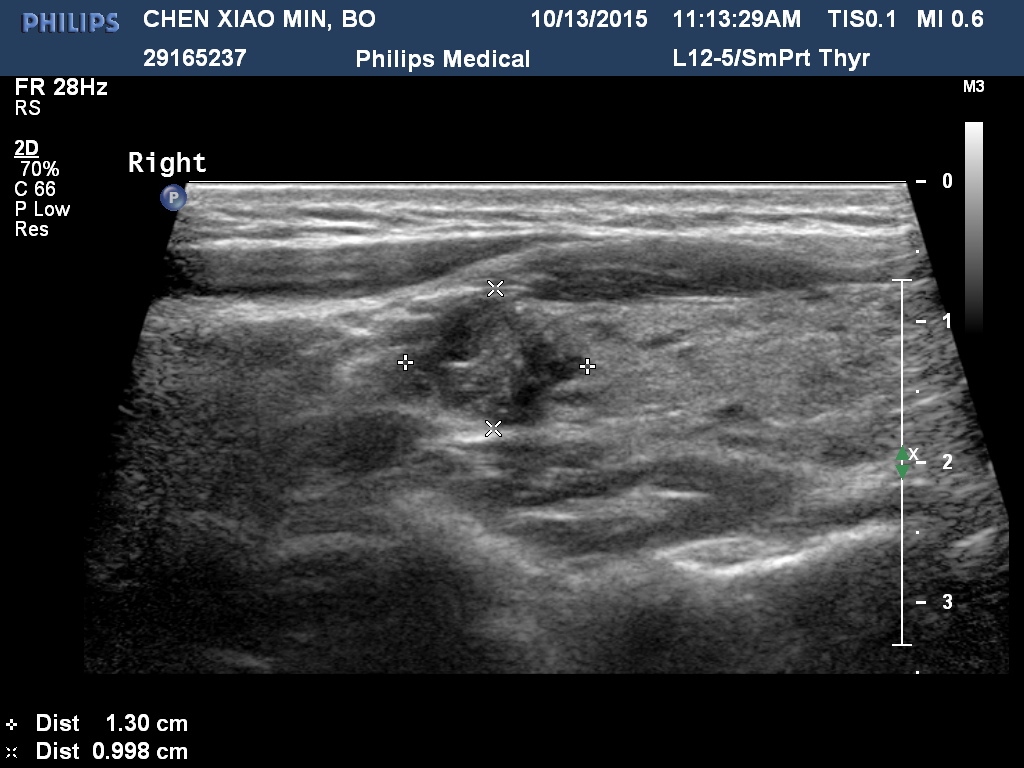 PHILIPS CHEN XIAO MIN, BO 10/13/2015 11:13:29AM TIS0.1 MI 0.6
29165237 Philips Medical L12-5/SmPrt Thyr
FR 28Hz
RS
M3
2D
70%
C 66
P Low
Res
Right
P
0
1
X
2
3
Dist 1.30 cm
Dist 0.998 cm